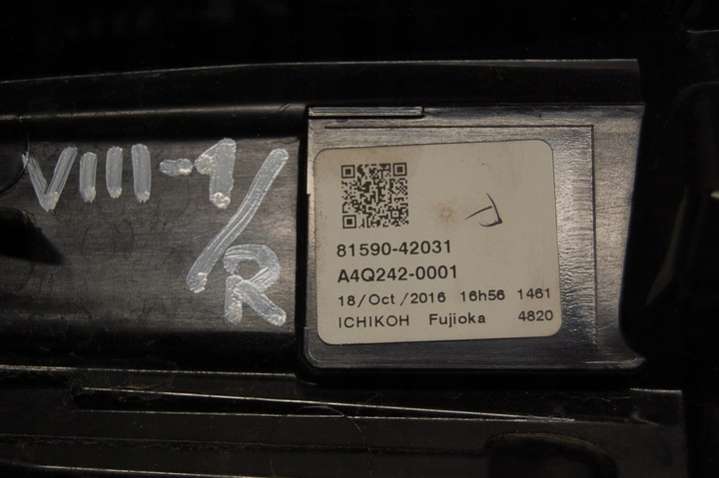 VIII-1/R
81590-42031
A4Q242-0001
18/Oct/2016 16h56 1461
ICHIKOH Fujioka 4820